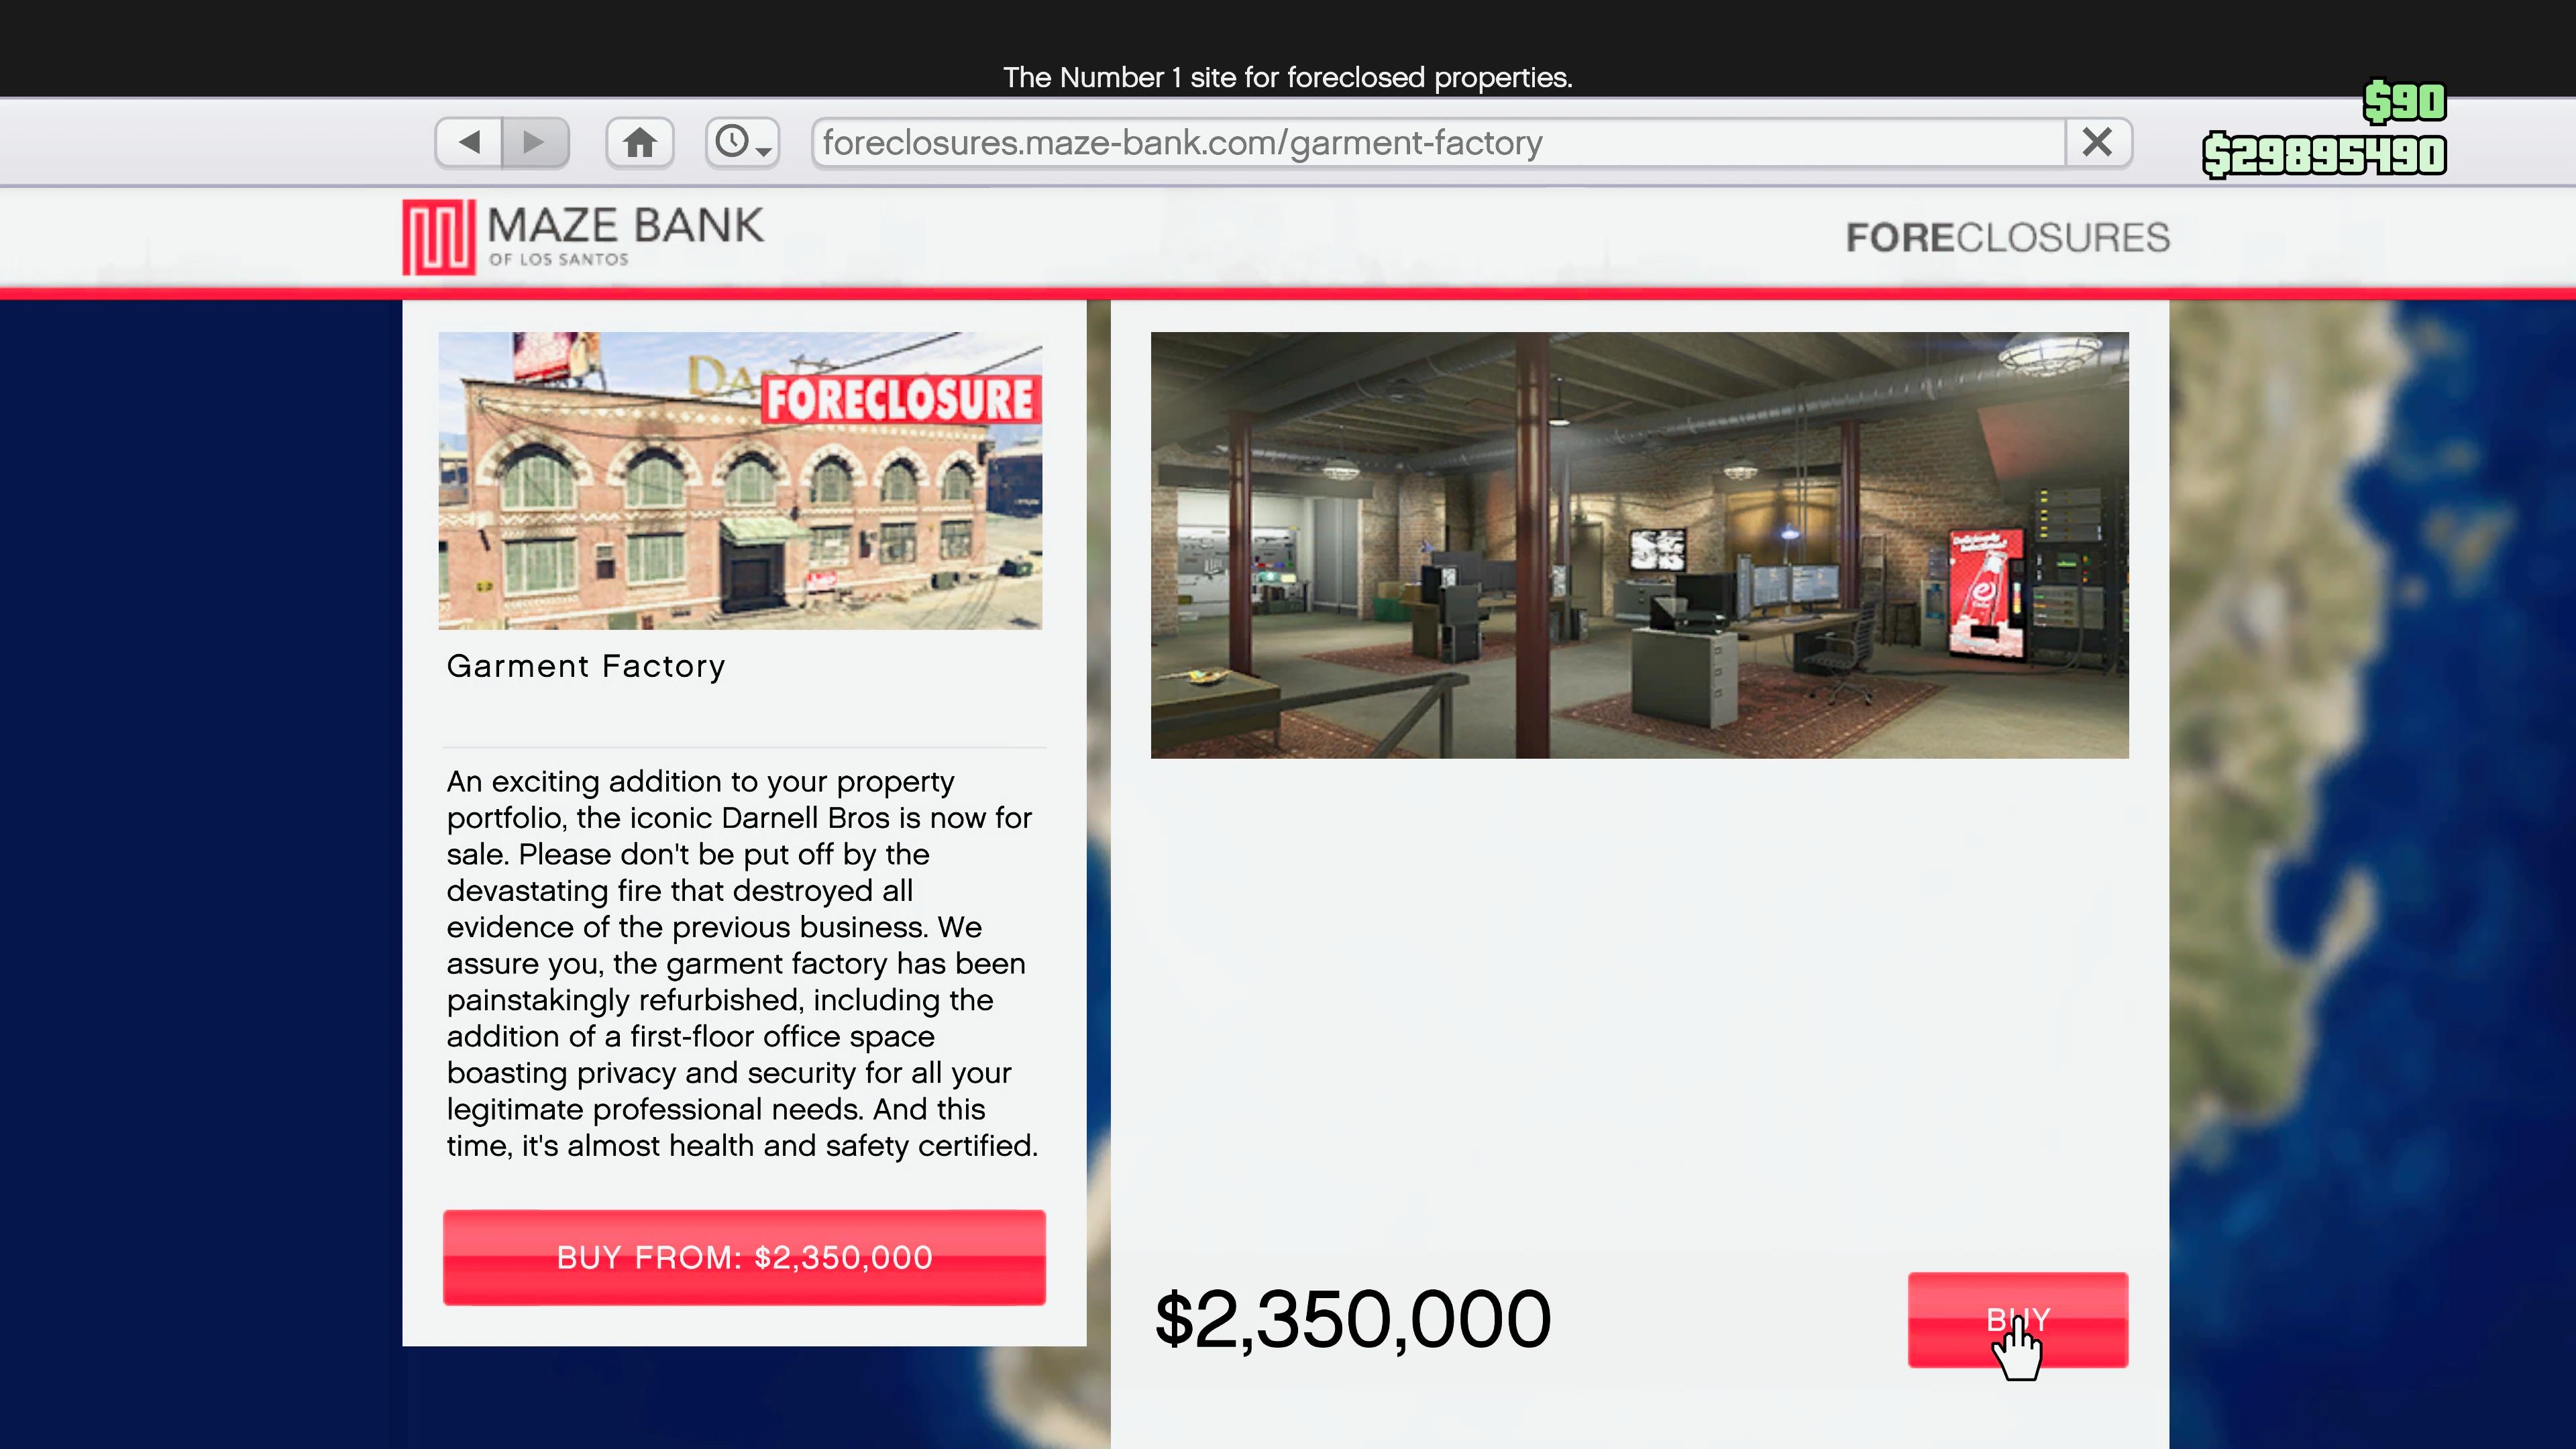 The Number 1 site for foreclosed properties.
$90
foreclosures.maze-bank.com/garment-factory
$29895490
MAZE BANK
OF LOS SANTOS
FORECLOSURES
FORECLOSURE
Garment Factory
An exciting addition to your property
portfolio, the iconic Darnell Bros is now for
sale. Please don't be put off by the
devastating fire that destroyed all
evidence of the previous business. We
assure you, the garment factory has been
painstakingly refurbished, including the
addition of a first-floor office space
boasting privacy and security for all your
legitimate professional needs. And this
time, it's almost health and safety certified.
BUY FROM: $2,350,000
$2,350,000
BUY